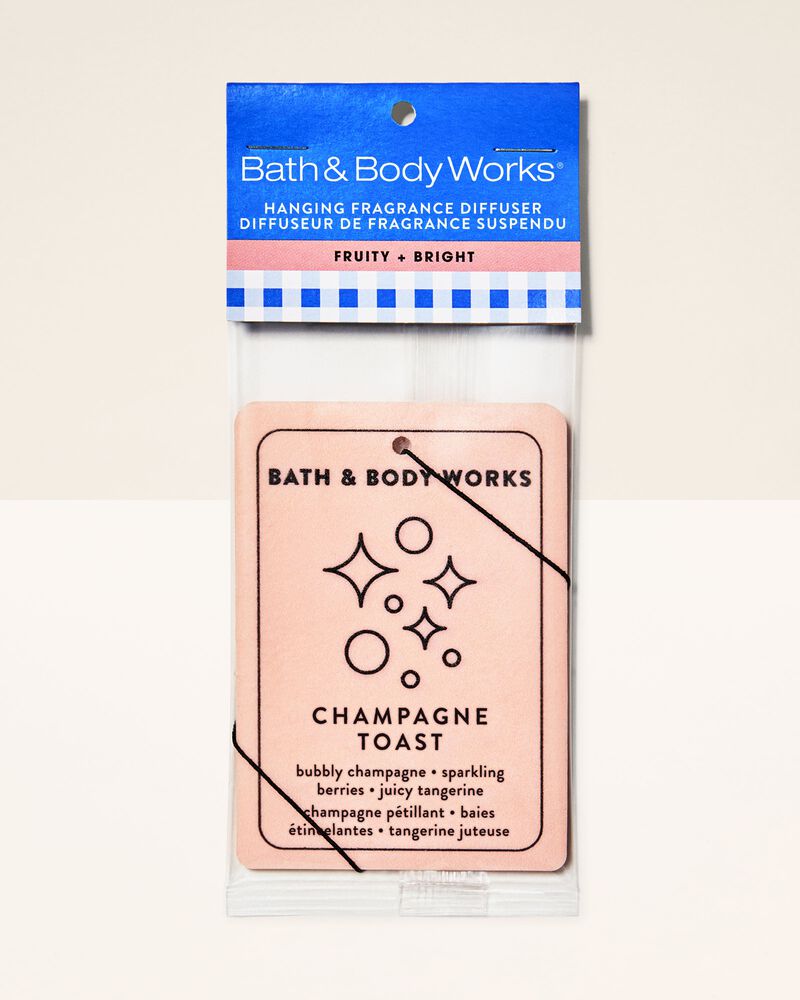 Bath & Body Works®
HANGING FRAGRANCE DIFFUSER
DIFFUSEUR DE FRAGRANCE SUSPENDU
FRUITY + BRIGHT
BATH & BODY WORKS
CHAMPAGNE
TOAST
bubbly champagne • sparkling
berries • juicy tangerine
champagne pétillant • baies
étincelantes • tangerine juteuse